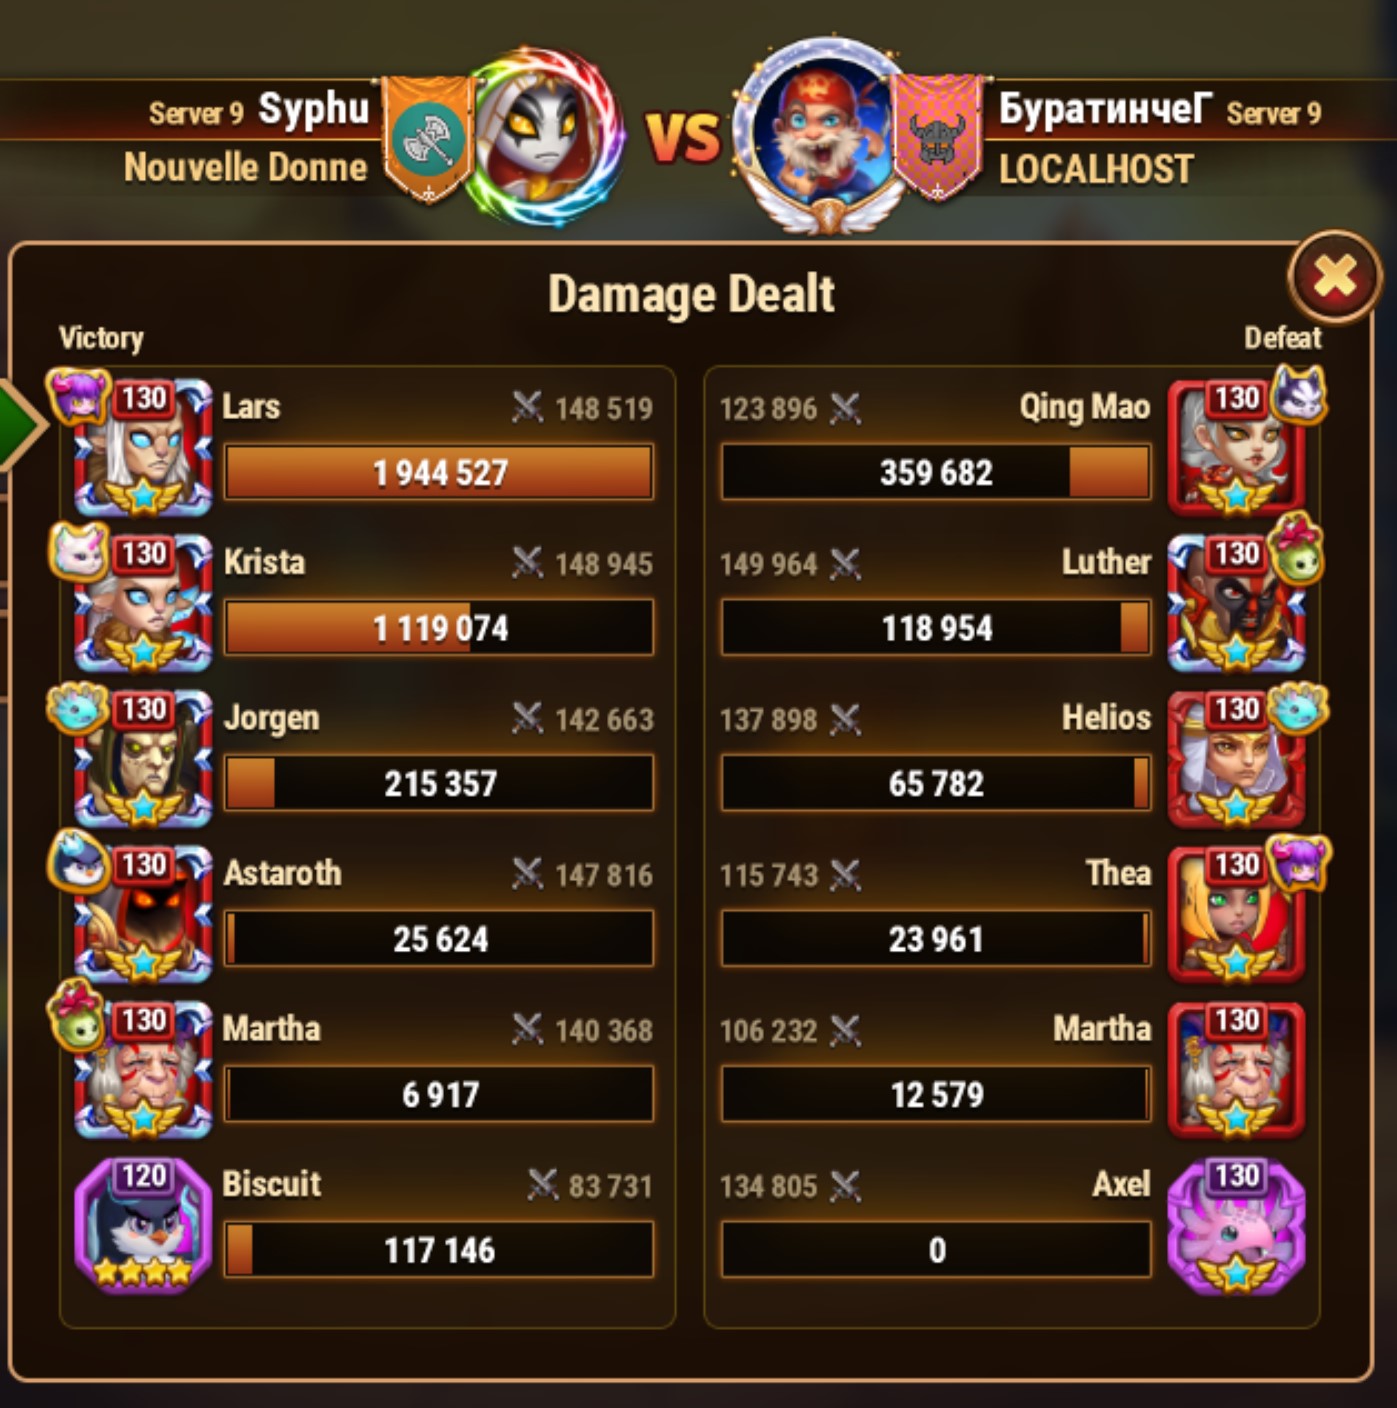 Server 9 Syphu VS БуратинчеГ Server 9
Nouvelle Donne LOCALHOST
Damage Dealt
Victory Defeat
130 Lars 148 519
1 944 527
123 896 Qing Mao 130
359 682
130 Krista 148 945
1 119 074
149 964 Luther 130
118 954
130 Jorgen 142 663
215 357
137 898 Helios 130
65 782
130 Astaroth 147 816
25 624
115 743 Thea 130
23 961
130 Martha 140 368
6 917
106 232 Martha 130
12 579
120 Biscuit 83 731
117 146
134 805 Axel 130
0